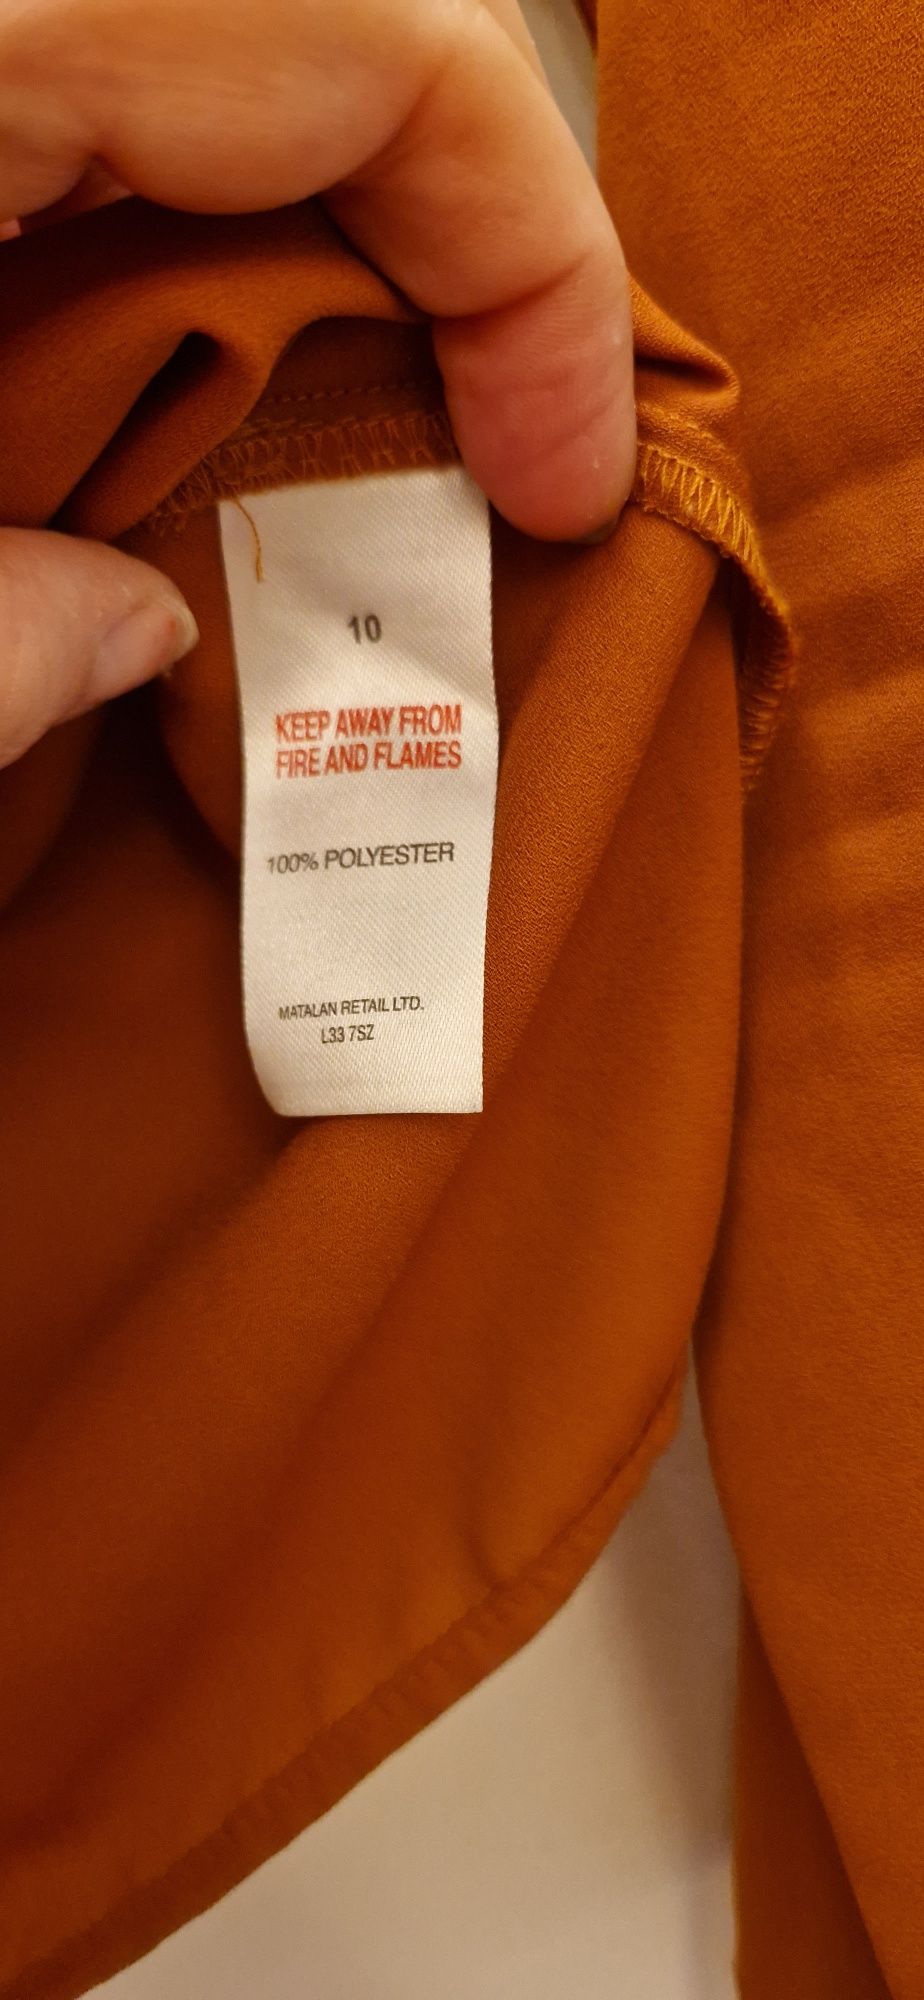 10
KEEP AWAY FROM
FIRE AND FLAMES
100% POLYESTER
MATALAN RETAIL LTD.
L33 7SZ